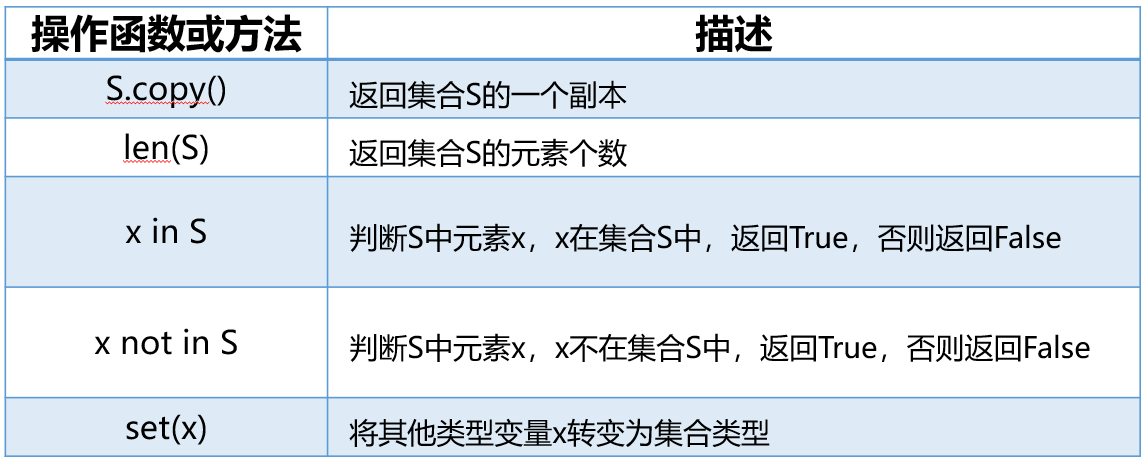 操作函数或方法 描述
S.copy() 返回集合S的一个副本
len(S) 返回集合S的元素个数
x in S 判断S中元素x，x在集合S中，返回True，否则返回False
x not in S 判断S中元素x，x不在集合S中，返回True，否则返回False
set(x) 将其他类型变量x转变为集合类型